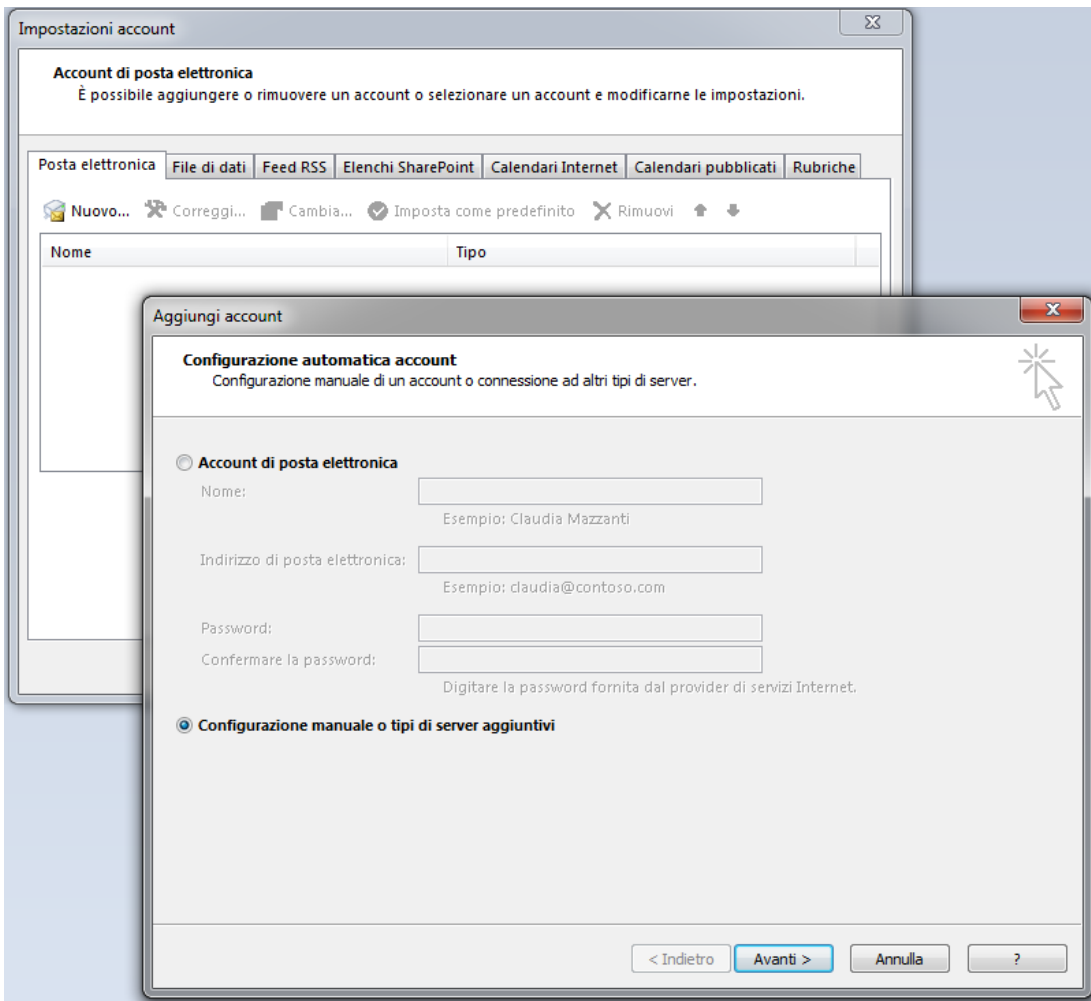 Impostazioni account
Account di posta elettronica
È possibile aggiungere o rimuovere un account o selezionare un account e modificarne le impostazioni.
Posta elettronica File di dati Feed RSS Elenchi SharePoint Calendari Internet Calendari pubblicati Rubriche
Nuovo... Correggi... Cambia... Imposta come predefinito Rimuovi
Nome Tipo
Aggiungi account
Configurazione automatica account
Configurazione manuale di un account o connessione ad altri tipi di server.
Account di posta elettronica
Nome:
Esempio: Claudia Mazzanti
Indirizzo di posta elettronica:
Esempio: claudia@contoso.com
Password:
Confermare la password:
Digitare la password fornita dal provider di servizi Internet.
Configurazione manuale o tipi di server aggiuntivi
< Indietro Avanti > Annulla ?